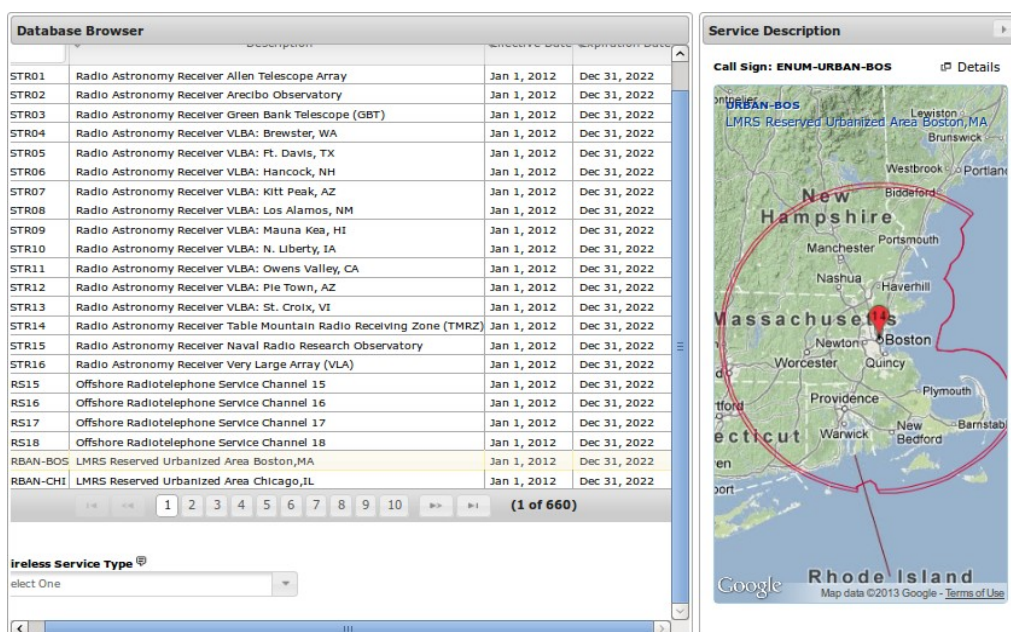 Database Browser
Description Effective Date Expiration Date
STR01 Radio Astronomy Receiver Allen Telescope Array Jan 1, 2012 Dec 31, 2022
STR02 Radio Astronomy Receiver Arecibo Observatory Jan 1, 2012 Dec 31, 2022
STR03 Radio Astronomy Receiver Green Bank Telescope (GBT) Jan 1, 2012 Dec 31, 2022
STR04 Radio Astronomy Receiver VLBA: Brewster, WA Jan 1, 2012 Dec 31, 2022
STR05 Radio Astronomy Receiver VLBA: Ft. Davis, TX Jan 1, 2012 Dec 31, 2022
STR06 Radio Astronomy Receiver VLBA: Hancock, NH Jan 1, 2012 Dec 31, 2022
STR07 Radio Astronomy Receiver VLBA: Kitt Peak, AZ Jan 1, 2012 Dec 31, 2022
STR08 Radio Astronomy Receiver VLBA: Los Alamos, NM Jan 1, 2012 Dec 31, 2022
STR09 Radio Astronomy Receiver VLBA: Mauna Kea, HI Jan 1, 2012 Dec 31, 2022
STR10 Radio Astronomy Receiver VLBA: N. Liberty, IA Jan 1, 2012 Dec 31, 2022
STR11 Radio Astronomy Receiver VLBA: Owens Valley, CA Jan 1, 2012 Dec 31, 2022
STR12 Radio Astronomy Receiver VLBA: Pie Town, AZ Jan 1, 2012 Dec 31, 2022
STR13 Radio Astronomy Receiver VLBA: St. Croix, VI Jan 1, 2012 Dec 31, 2022
STR14 Radio Astronomy Receiver Table Mountain Radio Receiving Zone (TMRZ) Jan 1, 2012 Dec 31, 2022
STR15 Radio Astronomy Receiver Naval Radio Research Observatory Jan 1, 2012 Dec 31, 2022
STR16 Radio Astronomy Receiver Very Large Array (VLA) Jan 1, 2012 Dec 31, 2022
RS15 Offshore Radiotelephone Service Channel 15 Jan 1, 2012 Dec 31, 2022
RS16 Offshore Radiotelephone Service Channel 16 Jan 1, 2012 Dec 31, 2022
RS17 Offshore Radiotelephone Service Channel 17 Jan 1, 2012 Dec 31, 2022
RS18 Offshore Radiotelephone Service Channel 18 Jan 1, 2012 Dec 31, 2022
RBAN-BOS LMRS Reserved Urbanized Area Boston,MA Jan 1, 2012 Dec 31, 2022
RBAN-CHI LMRS Reserved Urbanized Area Chicago,IL Jan 1, 2012 Dec 31, 2022
1 2 3 4 5 6 7 8 9 10 (1 of 660)
ireless Service Type
elect One
Service Description
Call Sign: ENUM-URBAN-BOS Details
ontpelier
URBAN-BOS
Lewiston
LMRS Reserved Urbanized Area Boston,MA
Brunswick
Westbrook Portlan
New Biddeford
Hampshire
Portsmouth
Manchester
Nashua
Haverhill
Massachusetts
14
Newton Boston
Worcester Quincy
d
Plymouth
Providence
tford
New Barnstabl
ecticut Warwick Bedford
en
port
Rhode Island
Google
Map data ©2013 Google - Terms of Use